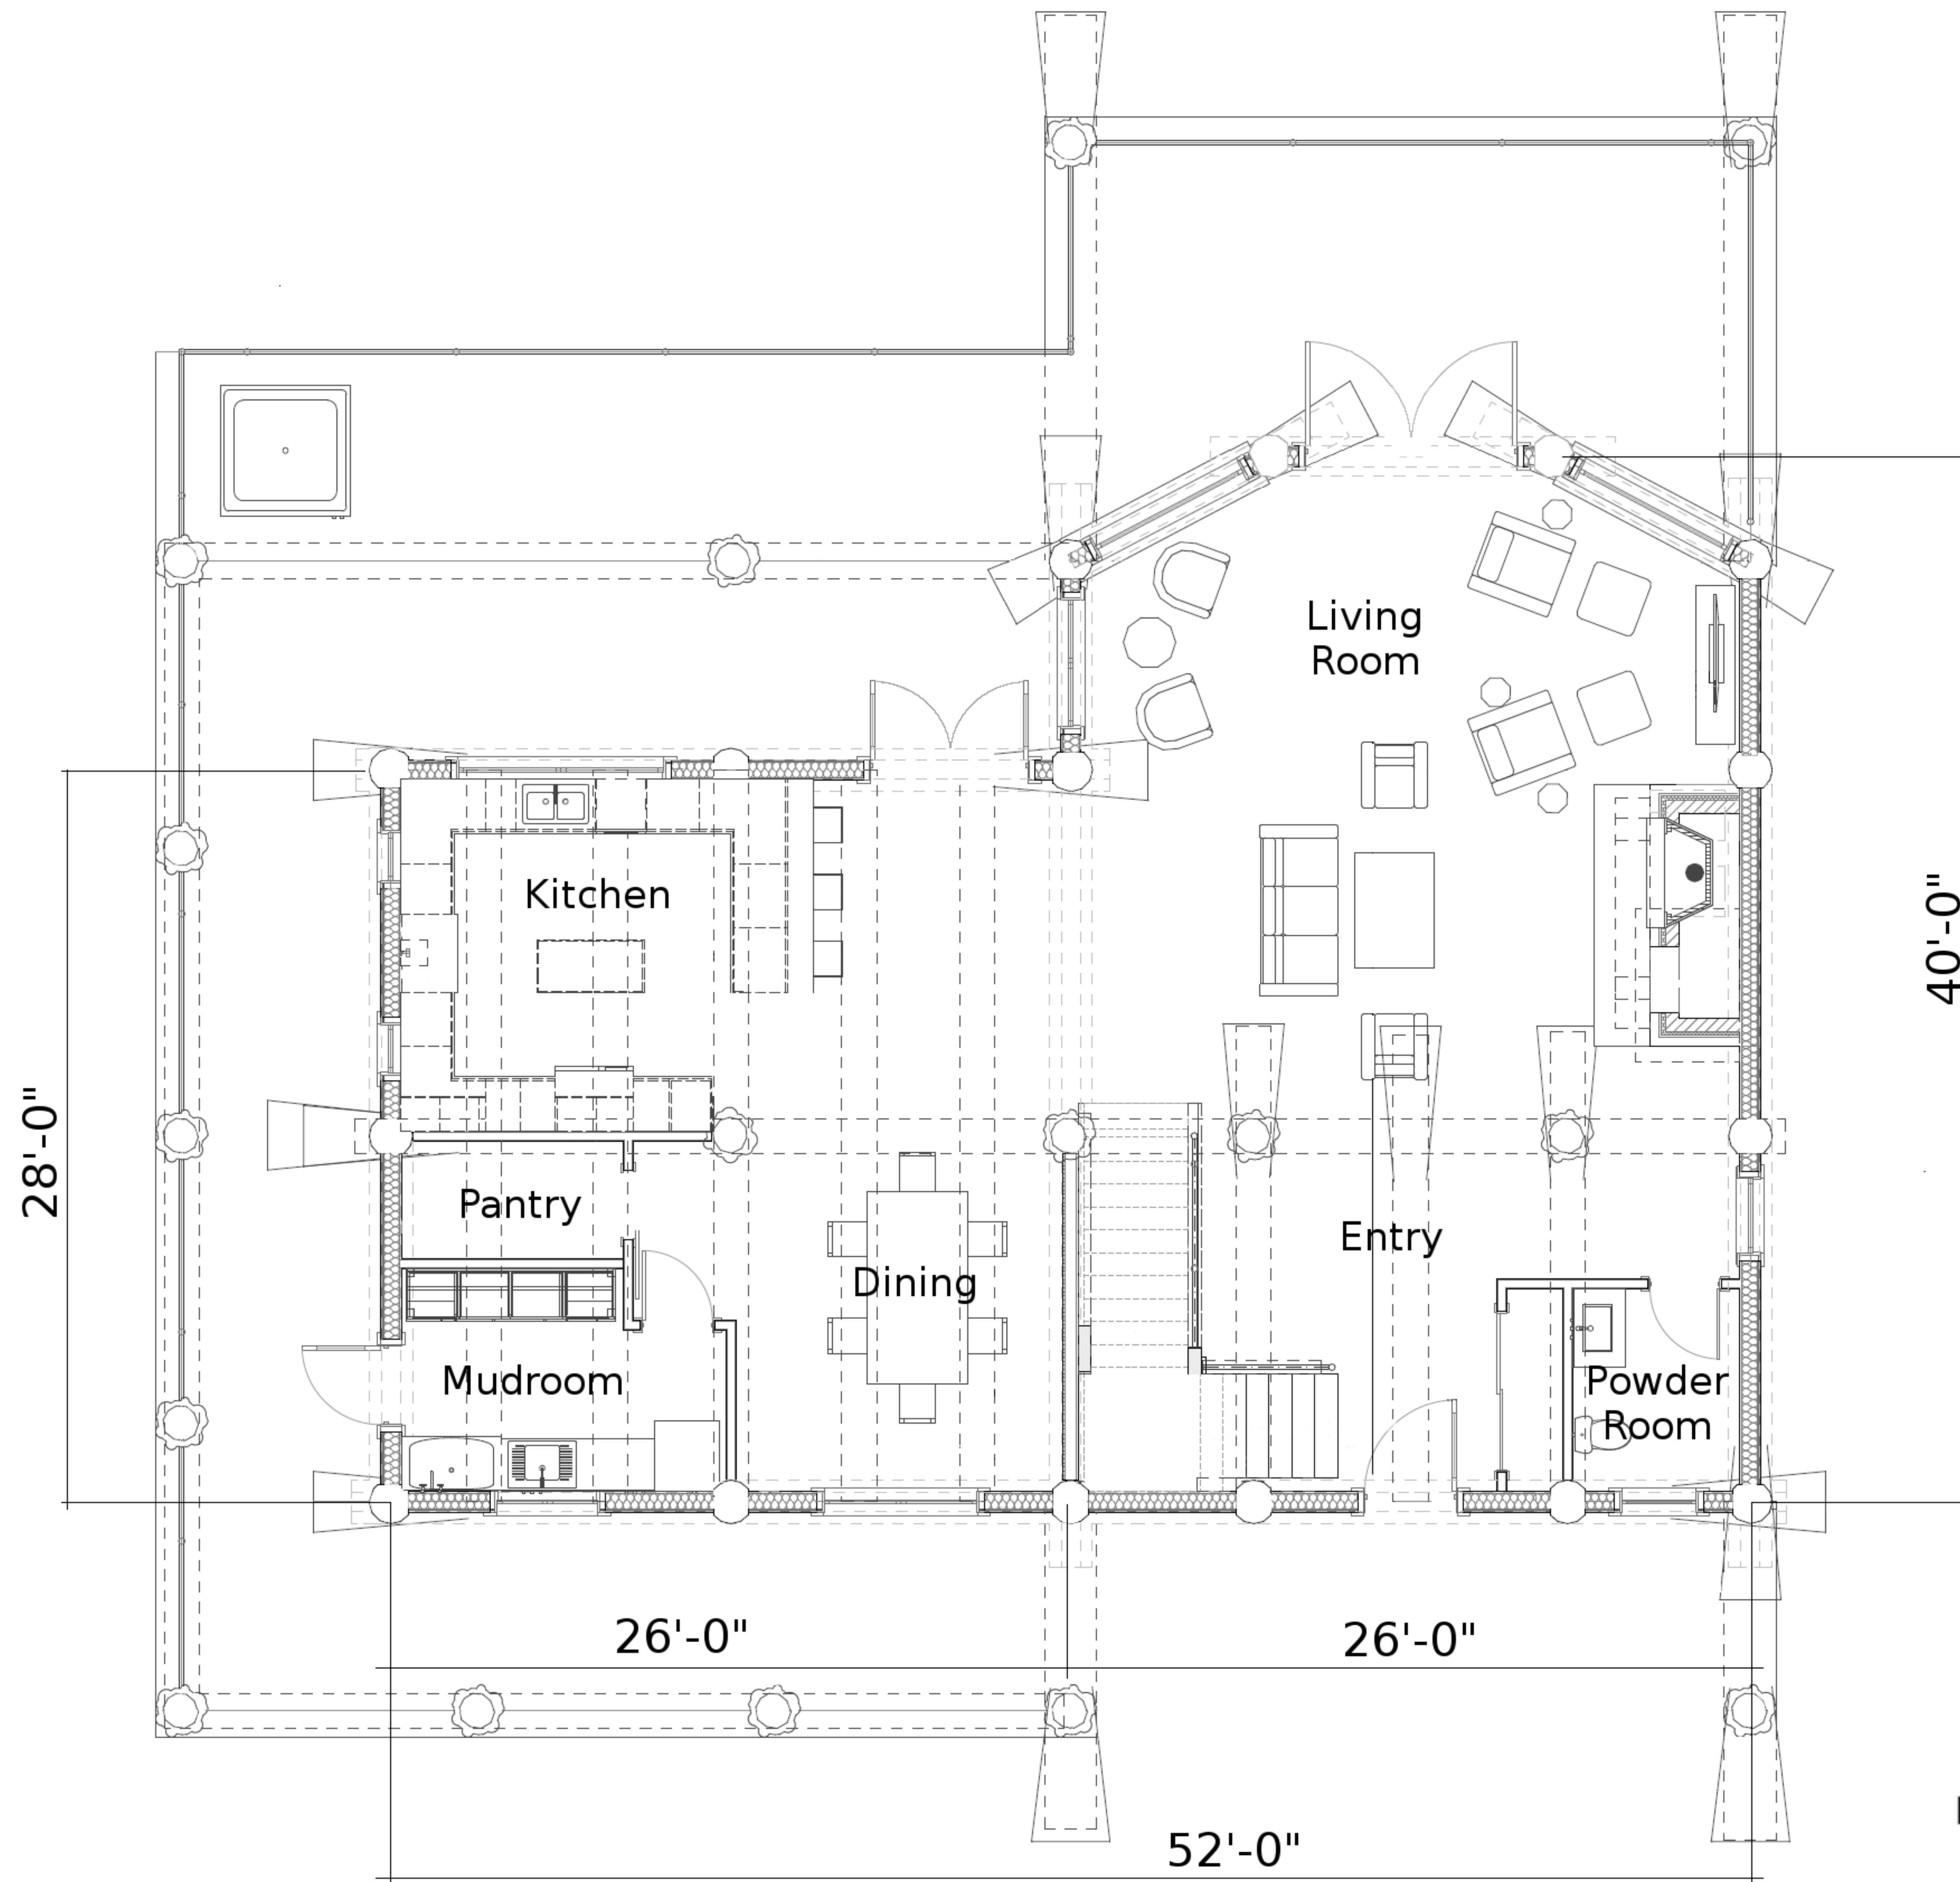 Living
Room
Kitchen
40'-0"
28'-0"
Pantry
Entry
Dining
Mudroom
Powder
Room
26'-0"
26'-0"
52'-0"